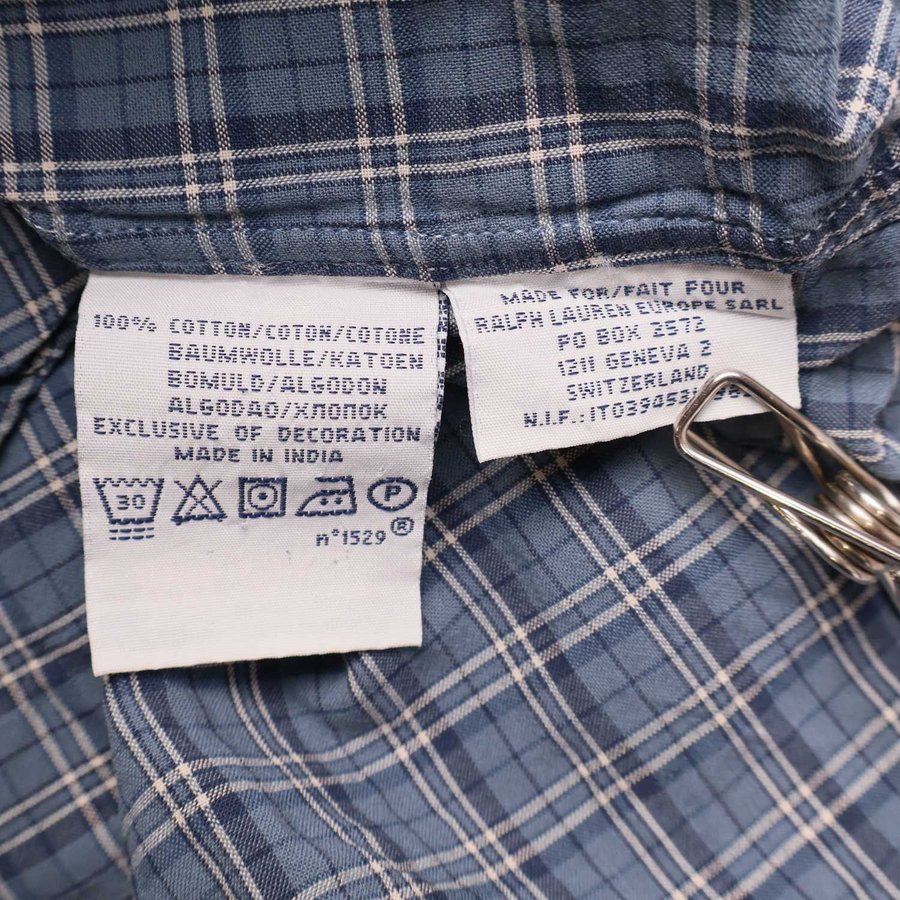 100% COTTON/COTON/COTONE
BAUMWOLLE/KATOEN
BOMULD/ALGODON
ALGODAO/ХЛОПОК
EXCLUSIVE OF DECORATION
MADE IN INDIA
30 P
n°1529®
MADE FOR/FAIT POUR
RALPH LAUREN EUROPE SARL
PO BOX 2572
1211 GENEVA 2
SWITZERLAND
N.I.F.: